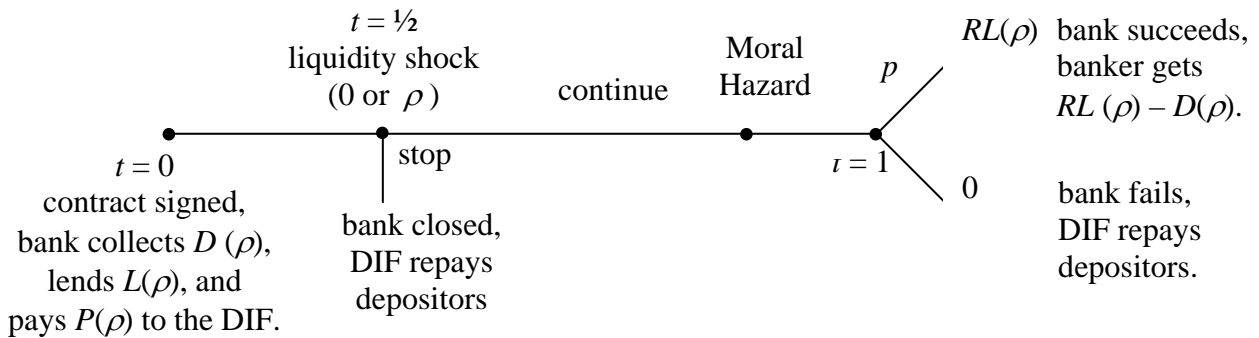 t = ½
liquidity shock
(0 or ρ )
continue
Moral
Hazard
p
RL(ρ) bank succeeds,
banker gets
RL (ρ) – D(ρ).
stop
t = 0
contract signed,
bank collects D (ρ),
lends L(ρ), and
pays P(ρ) to the DIF.
bank closed,
DIF repays
depositors
ι = 1
0 bank fails,
DIF repays
depositors.